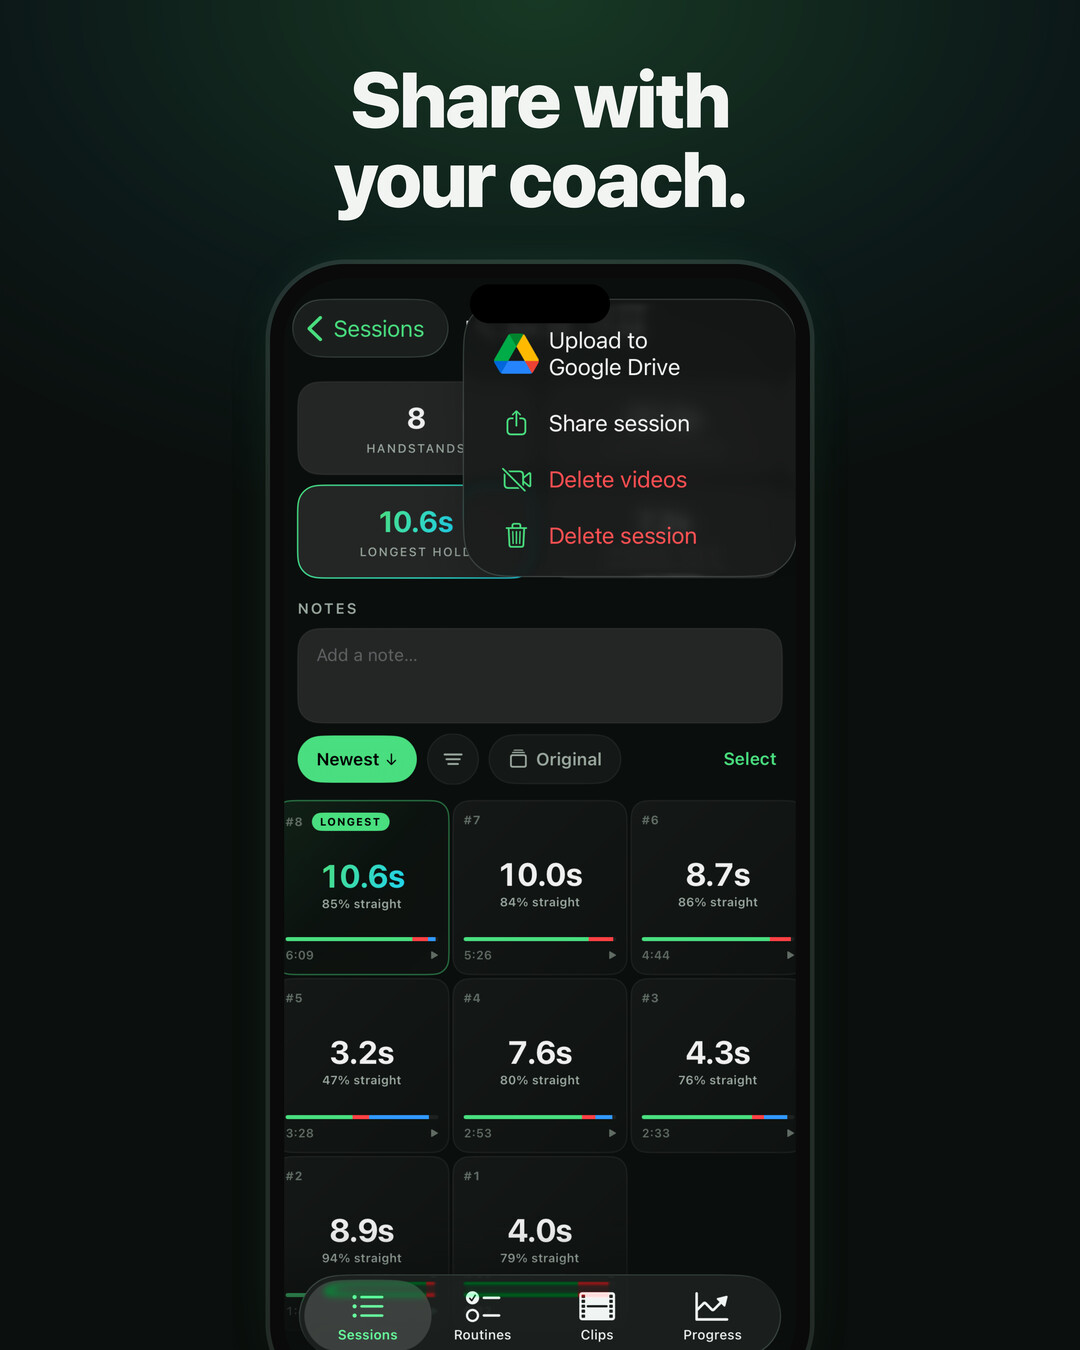 Share with
your coach.
Sessions
Upload to
Google Drive
Share session
Delete videos
Delete session
8
HANDSTANDS
10.6s
LONGEST HOLD
NOTES
Add a note...
Newest ↓
Original
Select
#8 LONGEST
10.6s
85% straight
6:09
#7
10.0s
84% straight
5:26
#6
8.7s
86% straight
4:44
#5
3.2s
47% straight
3:28
#4
7.6s
80% straight
2:53
#3
4.3s
76% straight
2:33
#2
8.9s
94% straight
#1
4.0s
79% straight
Sessions
Routines
Clips
Progress